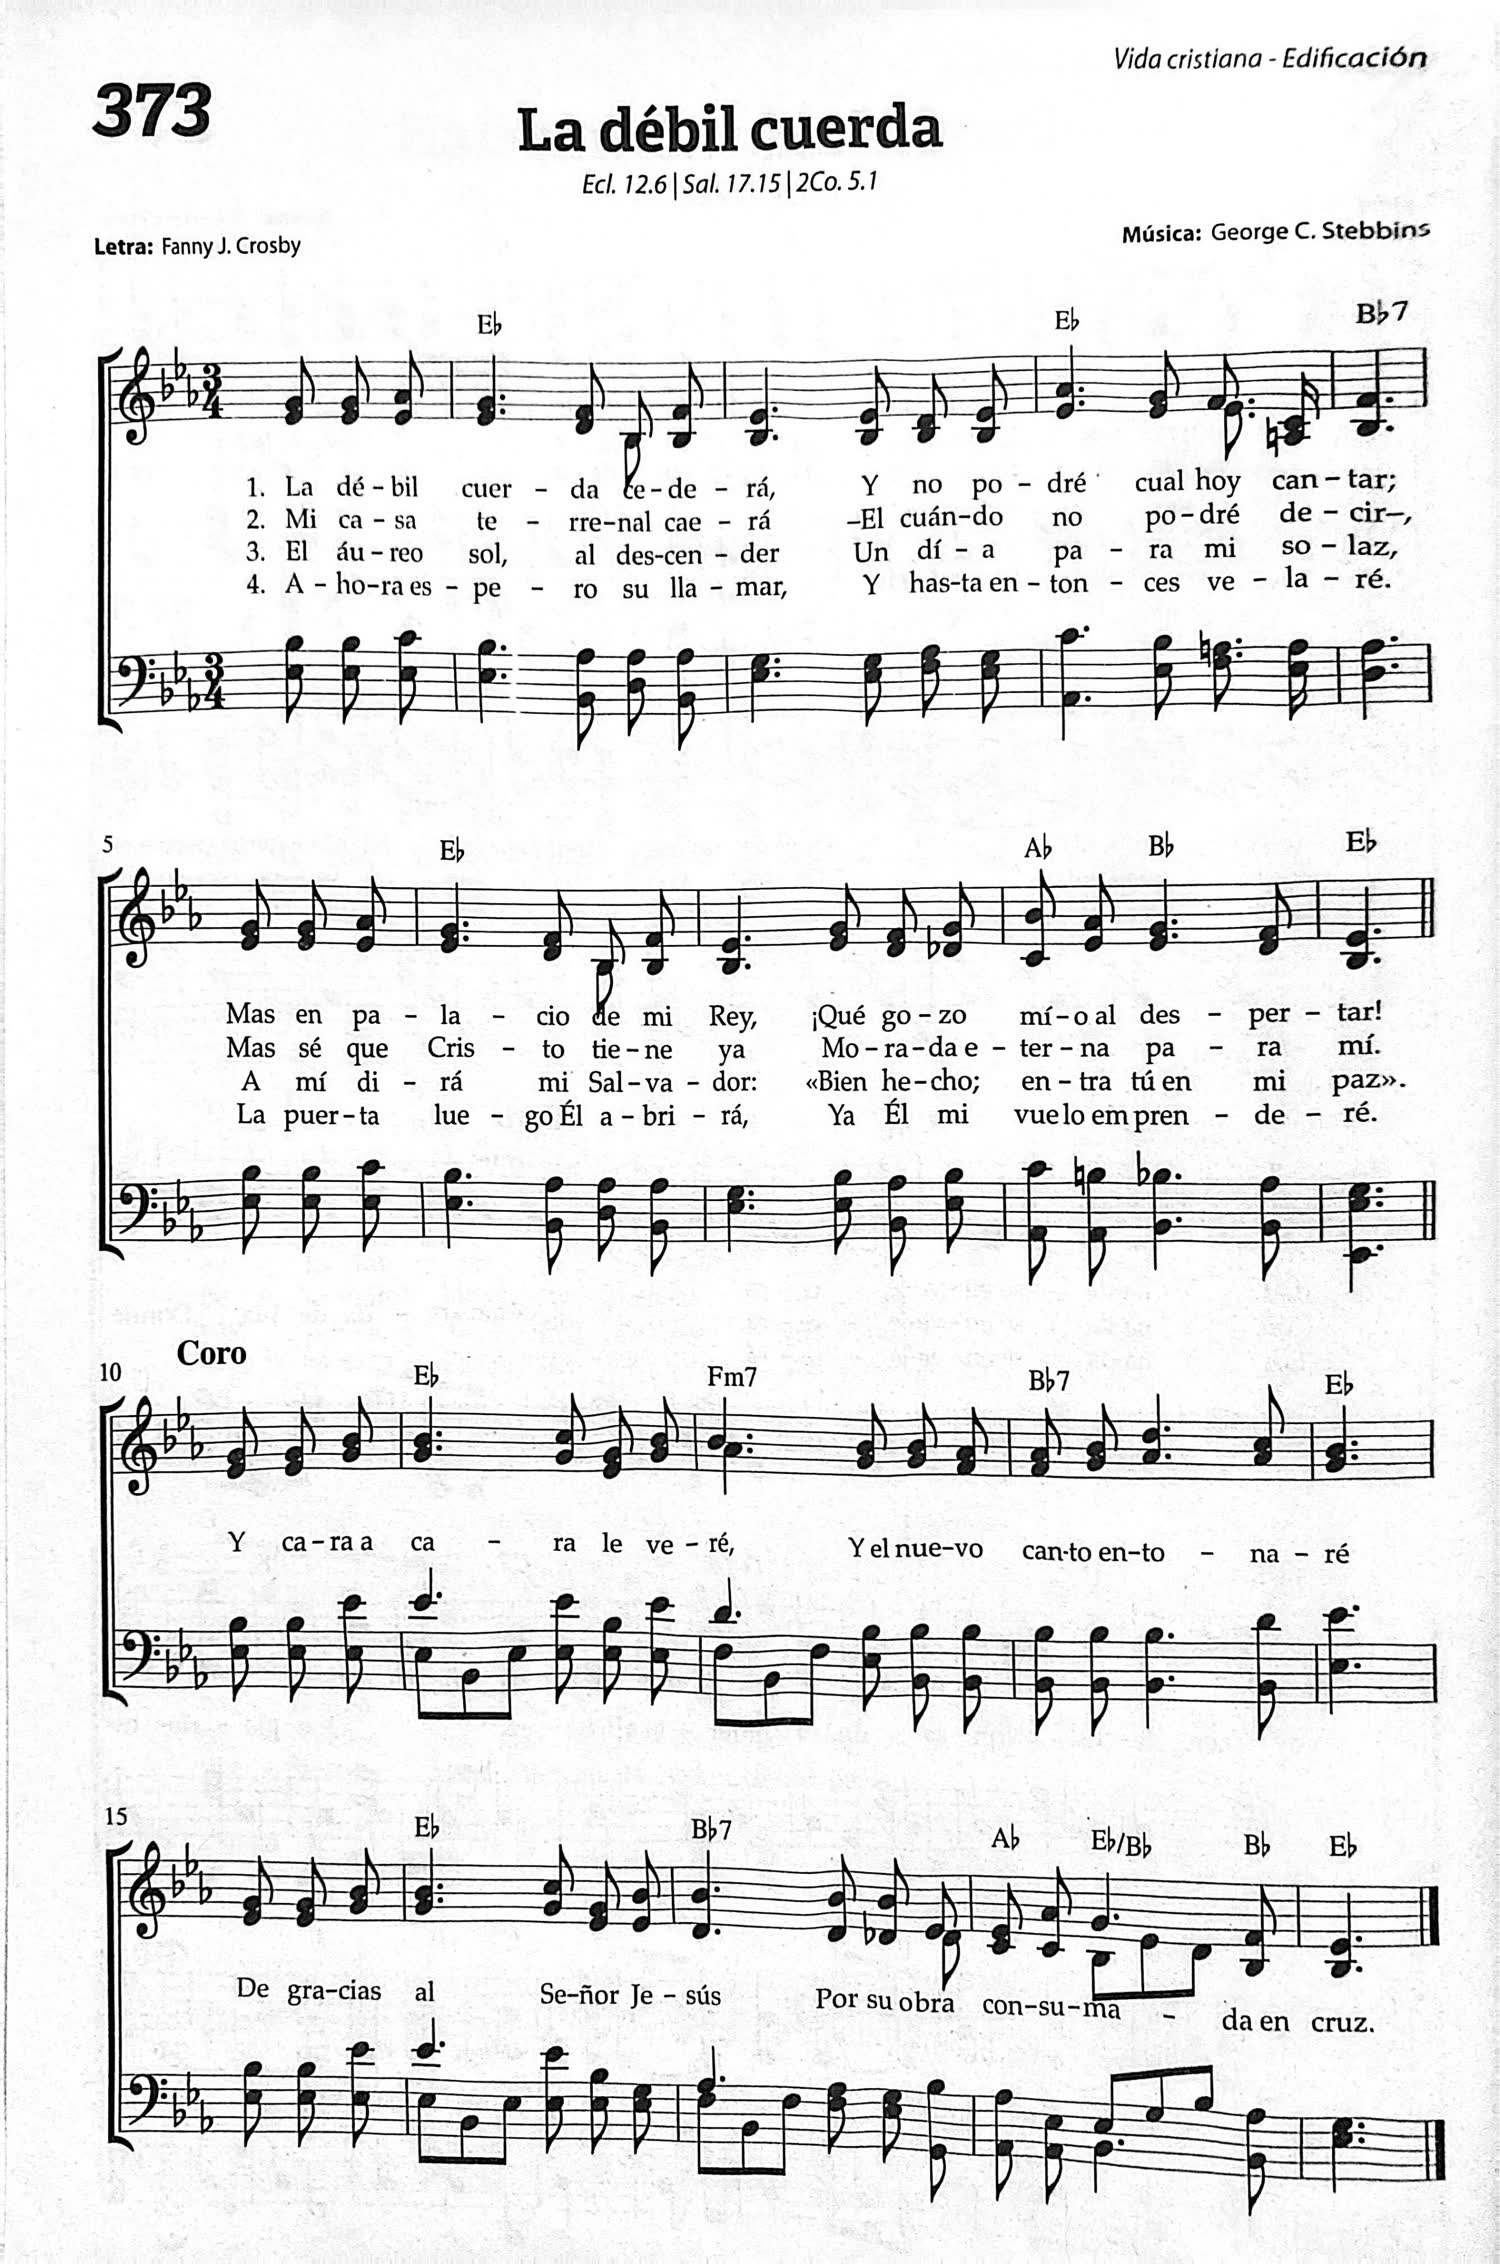 Vida cristiana - Edificación
373
La débil cuerda
Ecl. 12.6 | Sal. 17.15 | 2Co. 5.1
Letra: Fanny J. Crosby
Música: George C. Stebbins
E♭ E♭ B♭7
3/4
1. La dé – bil cuer – da ce – de – rá, Y no po – dré cual hoy can – tar;
2. Mi ca – sa te – rre – nal cae – rá –El cuán – do no po – dré de – cir–,
3. El áu – reo sol, al des – cen – der Un dí – a pa – ra mi so – laz,
4. A – ho – ra es – pe – ro su lla – mar, Y has – ta en – ton – ces ve – la – ré.
3/4
5
E♭ A♭ B♭ E♭
Mas en pa – la – cio de mi Rey, ¡Qué go – zo mí – o al des – per – tar!
Mas sé que Cris – to tie – ne ya Mo – ra – da e – ter – na pa – ra mí.
A mí di – rá mi Sal – va – dor: «Bien he – cho; en – tra tú en mi paz».
La puer – ta lue – go Él a – bri – rá, Ya Él mi vue lo em pren – de – ré.
Coro
10
E♭ Fm7 B♭7 E♭
Y ca – ra a ca – ra le ve – ré, Y el nue – vo can - to en – to – na – ré
15
E♭ B♭7 A♭ E♭/B♭ B♭ E♭
De gra – cias al Se – ñor Je – sús Por su obra con – su – ma – da en cruz.